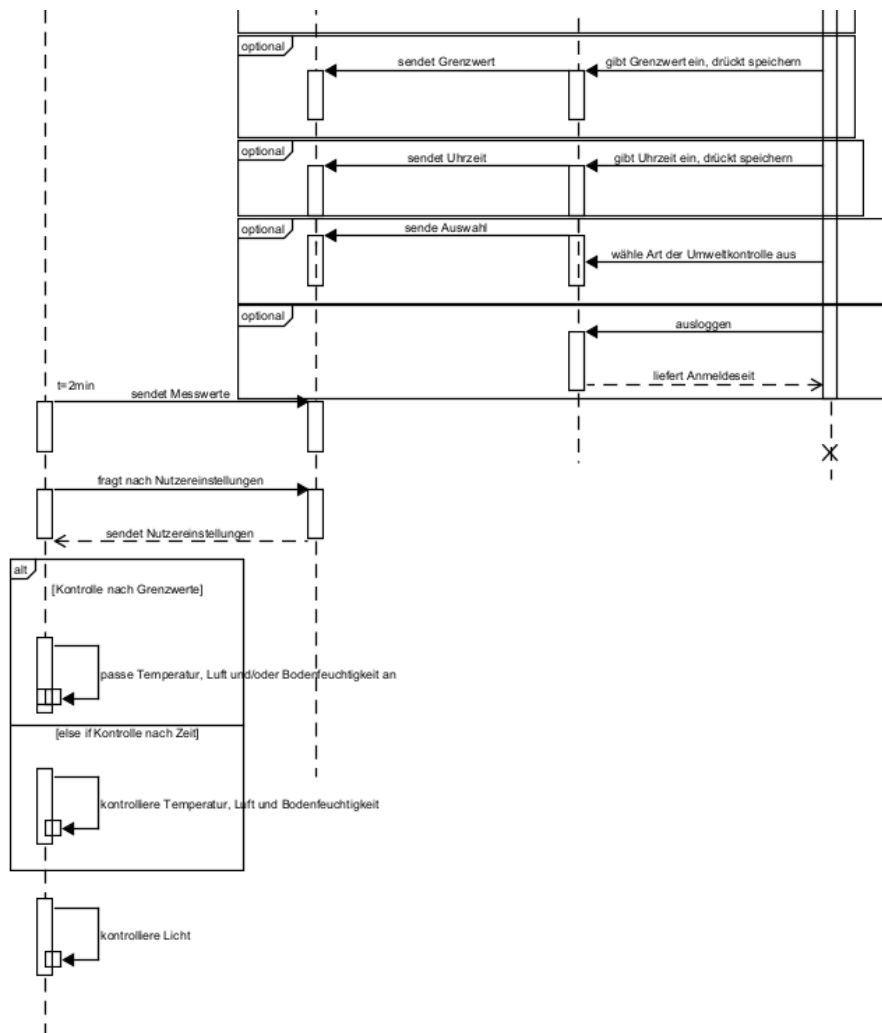 optional
sendet Grenzwert
gibt Grenzwert ein, drückt speichern
optional
sendet Uhrzeit
gibt Uhrzeit ein, drückt speichern
optional
sende Auswahl
wähle Art der Umweltkontrolle aus
optional
ausloggen
liefert Anmeldeseit
t=2min
sendet Messwerte
fragt nach Nutzereinstellungen
sendet Nutzereinstellungen
alt
[Kontrolle nach Grenzwerte]
passe Temperatur, Luft und/oder Bodenfeuchtigkeit an
[else if Kontrolle nach Zeit]
kontrolliere Temperatur, Luft und Bodenfeuchtigkeit
kontrolliere Licht